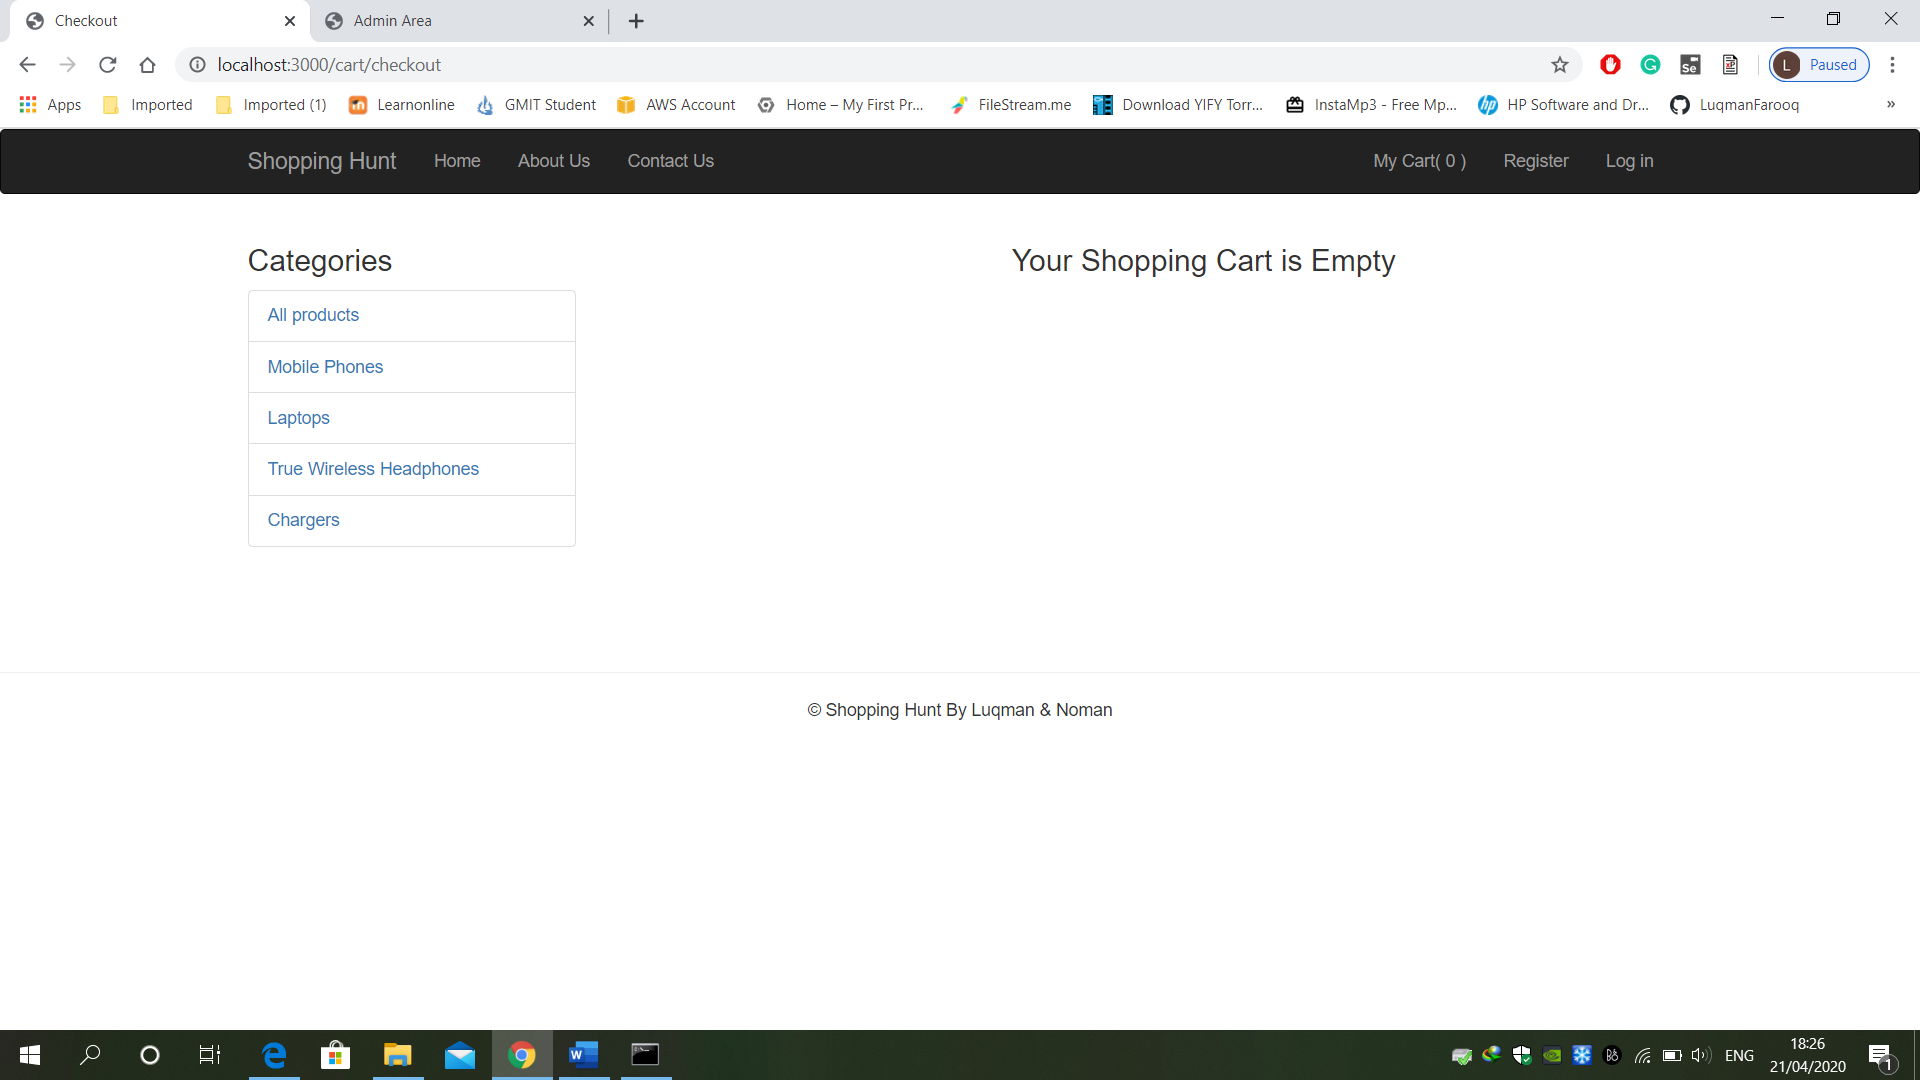 Checkout
Admin Area
localhost:3000/cart/checkout
Paused
Apps
Imported
Imported (1)
Learnonline
GMIT Student
AWS Account
Home – My First Pr...
FileStream.me
Download YIFY Torr...
InstaMp3 - Free Mp...
HP Software and Dr...
LuqmanFarooq
»
Shopping Hunt
Home
About Us
Contact Us
My Cart( 0 )
Register
Log in
Categories
All products
Mobile Phones
Laptops
True Wireless Headphones
Chargers
Your Shopping Cart is Empty
© Shopping Hunt By Luqman & Noman
ENG
18:26
21/04/2020
1